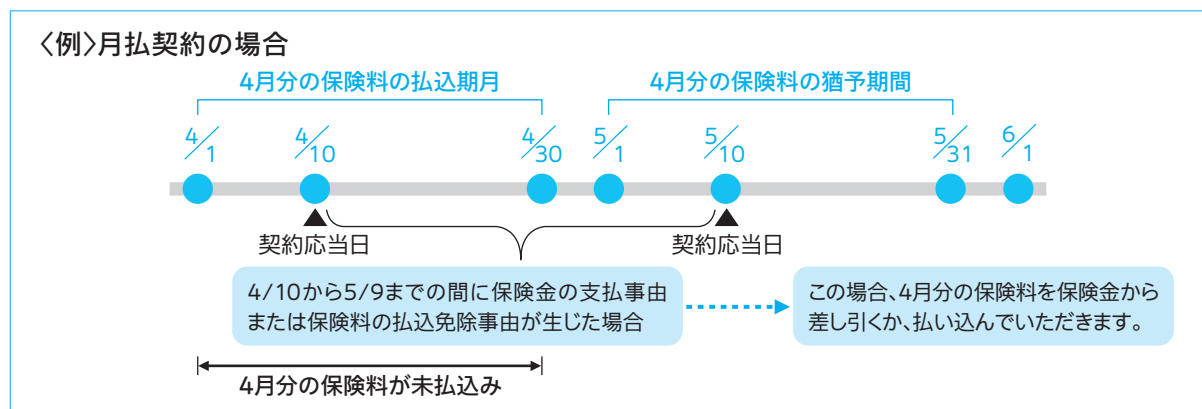 〈例〉月払契約の場合
4月分の保険料の払込期月
4月分の保険料の猶予期間
4/1
4/10
4/30
5/1
5/10
5/31
6/1
契約応当日
契約応当日
4/10から5/9までの間に保険金の支払事由
または保険料の払込免除事由が生じた場合
この場合、4月分の保険料を保険金から
差し引くか、払い込んでいただきます。
4月分の保険料が未払込み